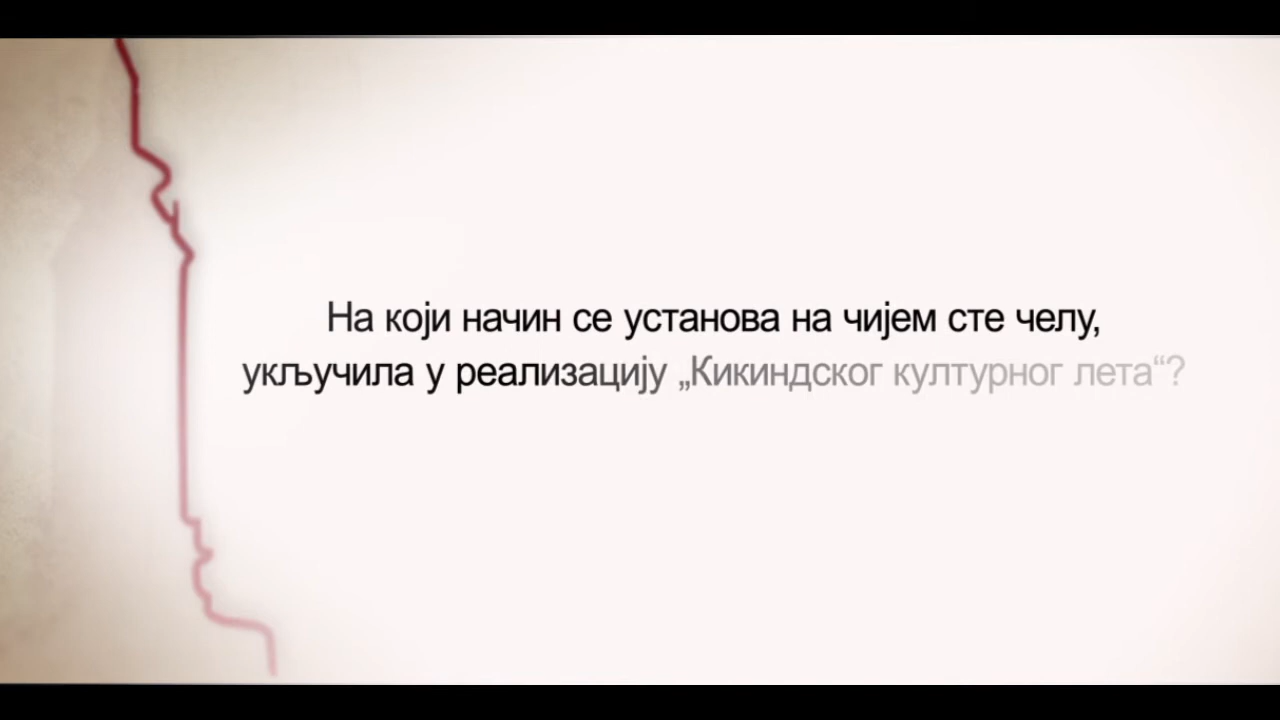 На који начин се установа на чијем сте челу,
укључила у реализацију „Кикиндског културног лета“?